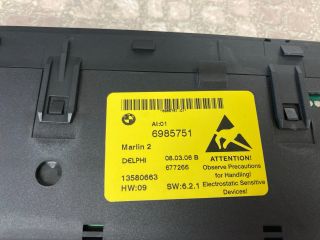 AI:01
6985751
Marlin 2
DELPHI 08.03.06 B
677266
13580663
HW:09 SW:6.2.1
ATTENTION!
Observe Precautions
for Handling!
Electrostatic Sensitive
Devices!